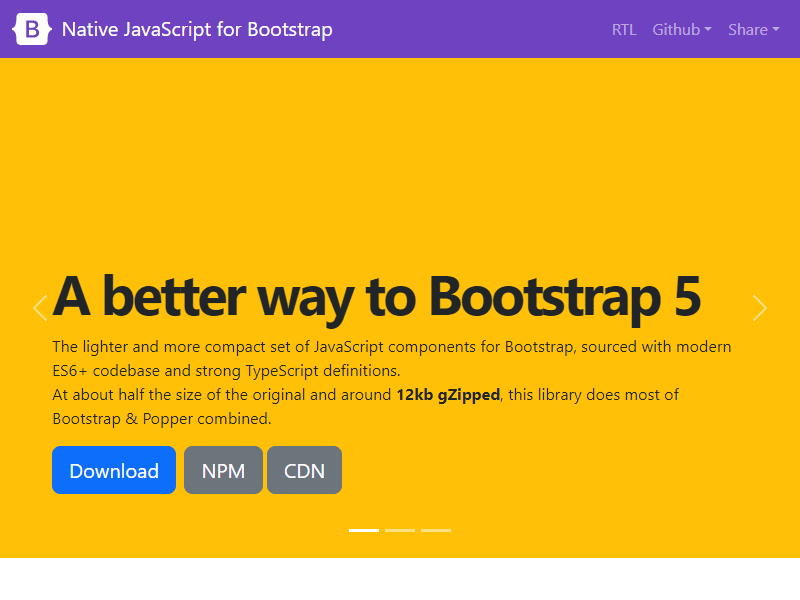 B Native JavaScript for Bootstrap RTL Github Share
A better way to Bootstrap 5
The lighter and more compact set of JavaScript components for Bootstrap, sourced with modern
ES6+ codebase and strong TypeScript definitions.
At about half the size of the original and around 12kb gZipped, this library does most of
Bootstrap & Popper combined.
Download NPM CDN